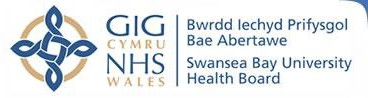 GIG
CYMRU
NHS
WALES
Bwrdd Iechyd Prifysgol
Bae Abertawe
Swansea Bay University
Health Board